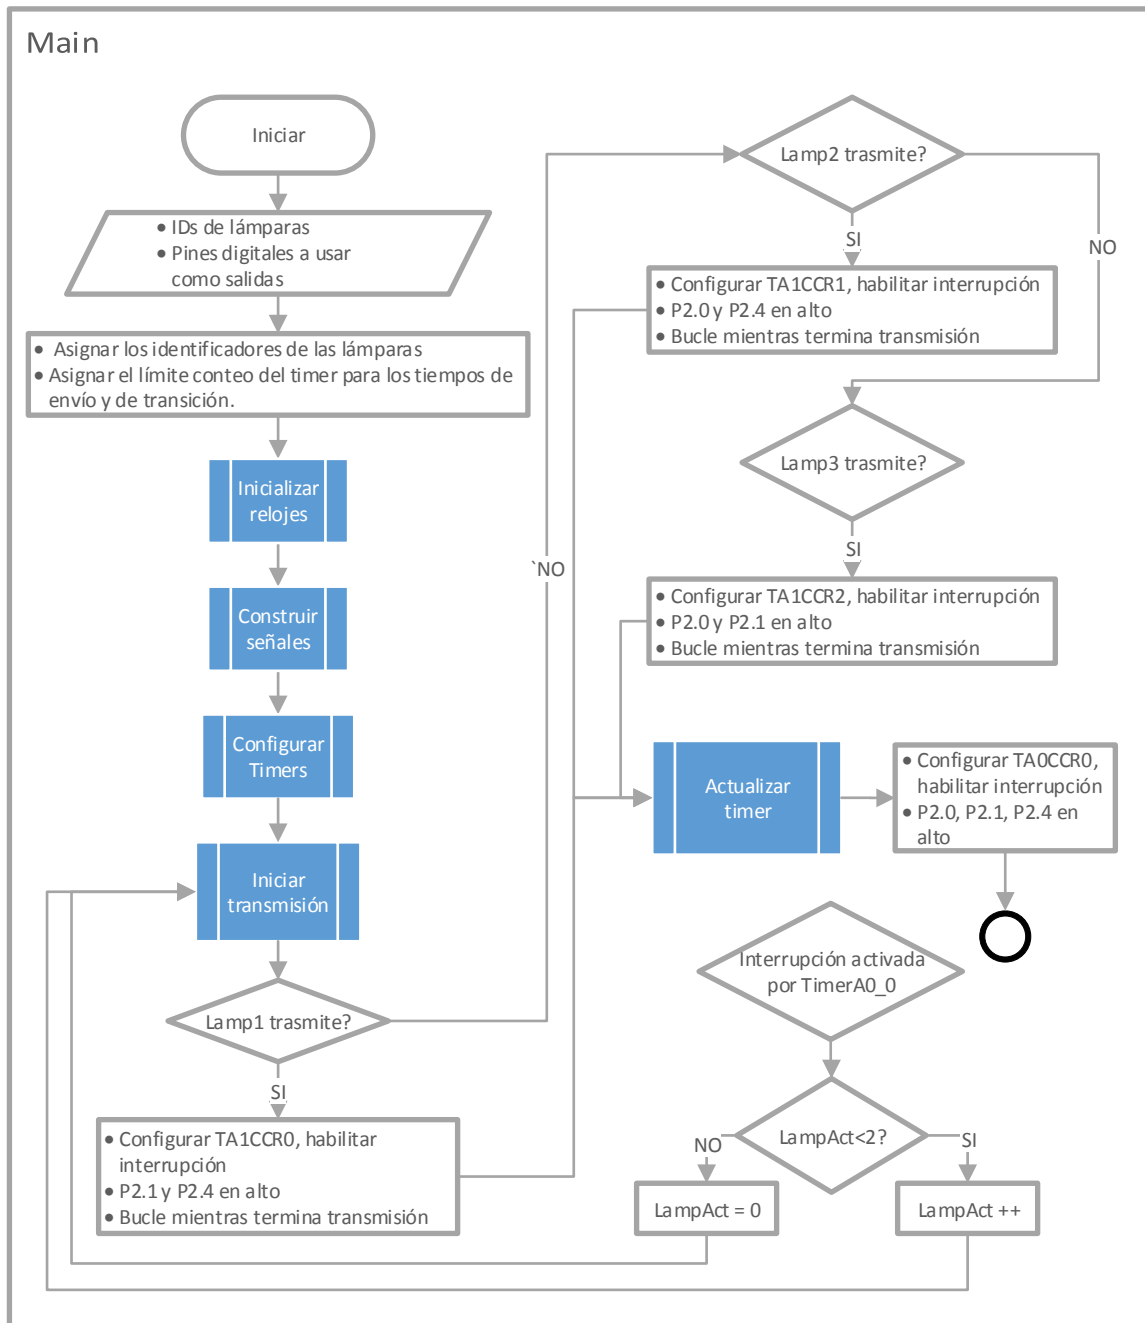 Main
Iniciar
• IDs de lámparas
• Pines digitales a usar
como salidas
• Asignar los identificadores de las lámparas
• Asignar el límite conteo del timer para los tiempos de
envío y de transición.
Inicializar
relojes
Construir
señales
Configurar
Timers
Iniciar
transmisión
Lamp1 trasmite?
SI
• Configurar TA1CCR0, habilitar
interrupción
• P2.1 y P2.4 en alto
• Bucle mientras termina transmisión
`NO
Lamp2 trasmite?
SI
NO
• Configurar TA1CCR1, habilitar interrupción
• P2.0 y P2.4 en alto
• Bucle mientras termina transmisión
Lamp3 trasmite?
SI
• Configurar TA1CCR2, habilitar interrupción
• P2.0 y P2.1 en alto
• Bucle mientras termina transmisión
Actualizar
timer
• Configurar TA0CCR0,
habilitar interrupción
• P2.0, P2.1, P2.4 en
alto
Interrupción activada
por TimerA0_0
LampAct<2?
NO
SI
LampAct = 0
LampAct ++